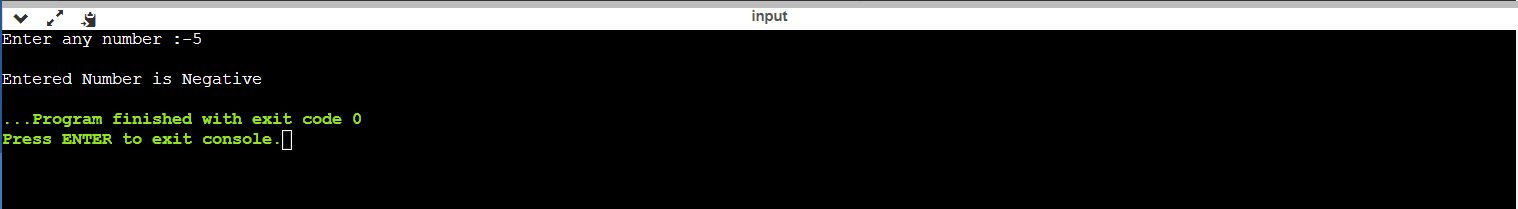 input
Enter any number :-5
Entered Number is Negative
...Program finished with exit code 0
Press ENTER to exit console.